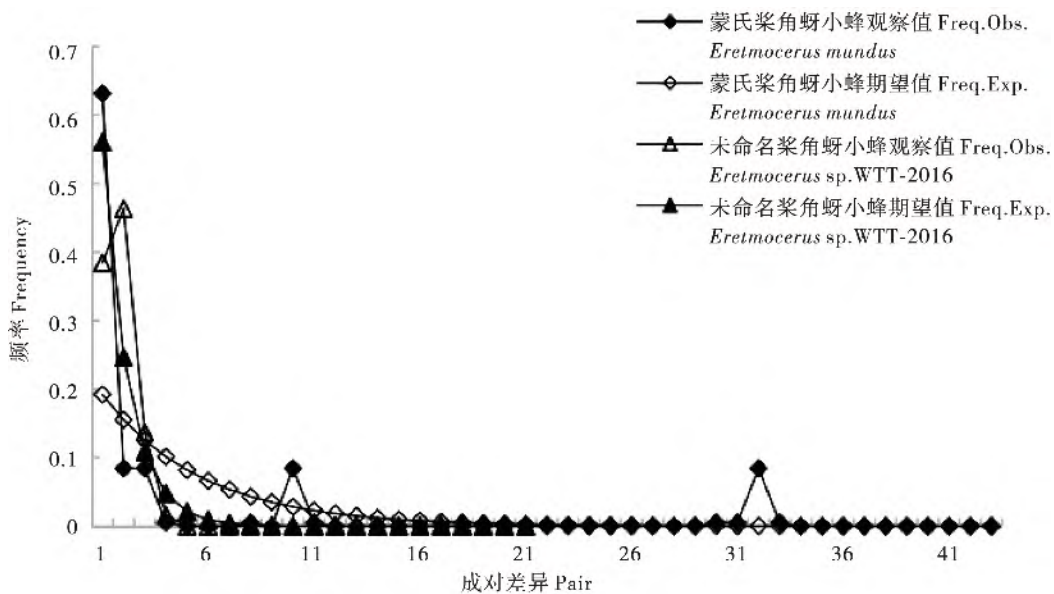 蒙氏桨角蚜小蜂观察值 Freq.Obs.
Eretmocerus mundus
蒙氏桨角蚜小蜂期望值 Freq.Exp.
Eretmocerus mundus
未命名桨角蚜小蜂观察值 Freq.Obs.
Eretmocerus sp.WTT-2016
未命名桨角蚜小蜂期望值 Freq.Exp.
Eretmocerus sp.WTT-2016
0.7
0.6
0.5
0.4
0.3
0.2
0.1
0
频率 Frequency
1 6 11 16 21 26 31 36 41
成对差异 Pair